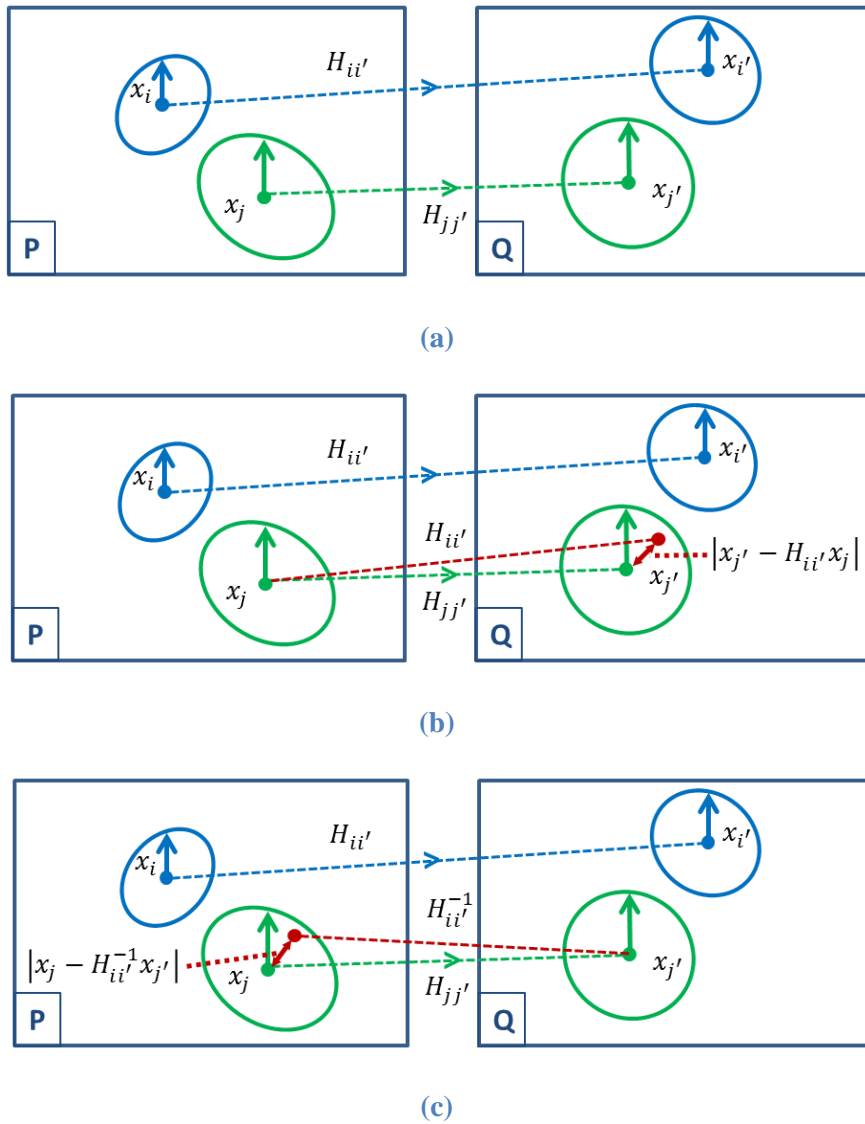 $H_{ii'}$
$x_i$ $x_{i'}$
$x_j$ $x_{j'}$
$H_{jj'}$
P Q
(a)
$H_{ii'}$
$x_i$ $x_{i'}$
$H_{ii'}$
$x_j$ $x_{j'}$ $|x_{j'} - H_{ii'} x_j|$
$H_{jj'}$
P Q
(b)
$H_{ii'}$
$x_i$ $x_{i'}$
$H_{ii'}^{-1}$
$|x_j - H_{ii'}^{-1} x_{j'}|$ $x_j$ $x_{j'}$
$H_{jj'}$
P Q
(c)